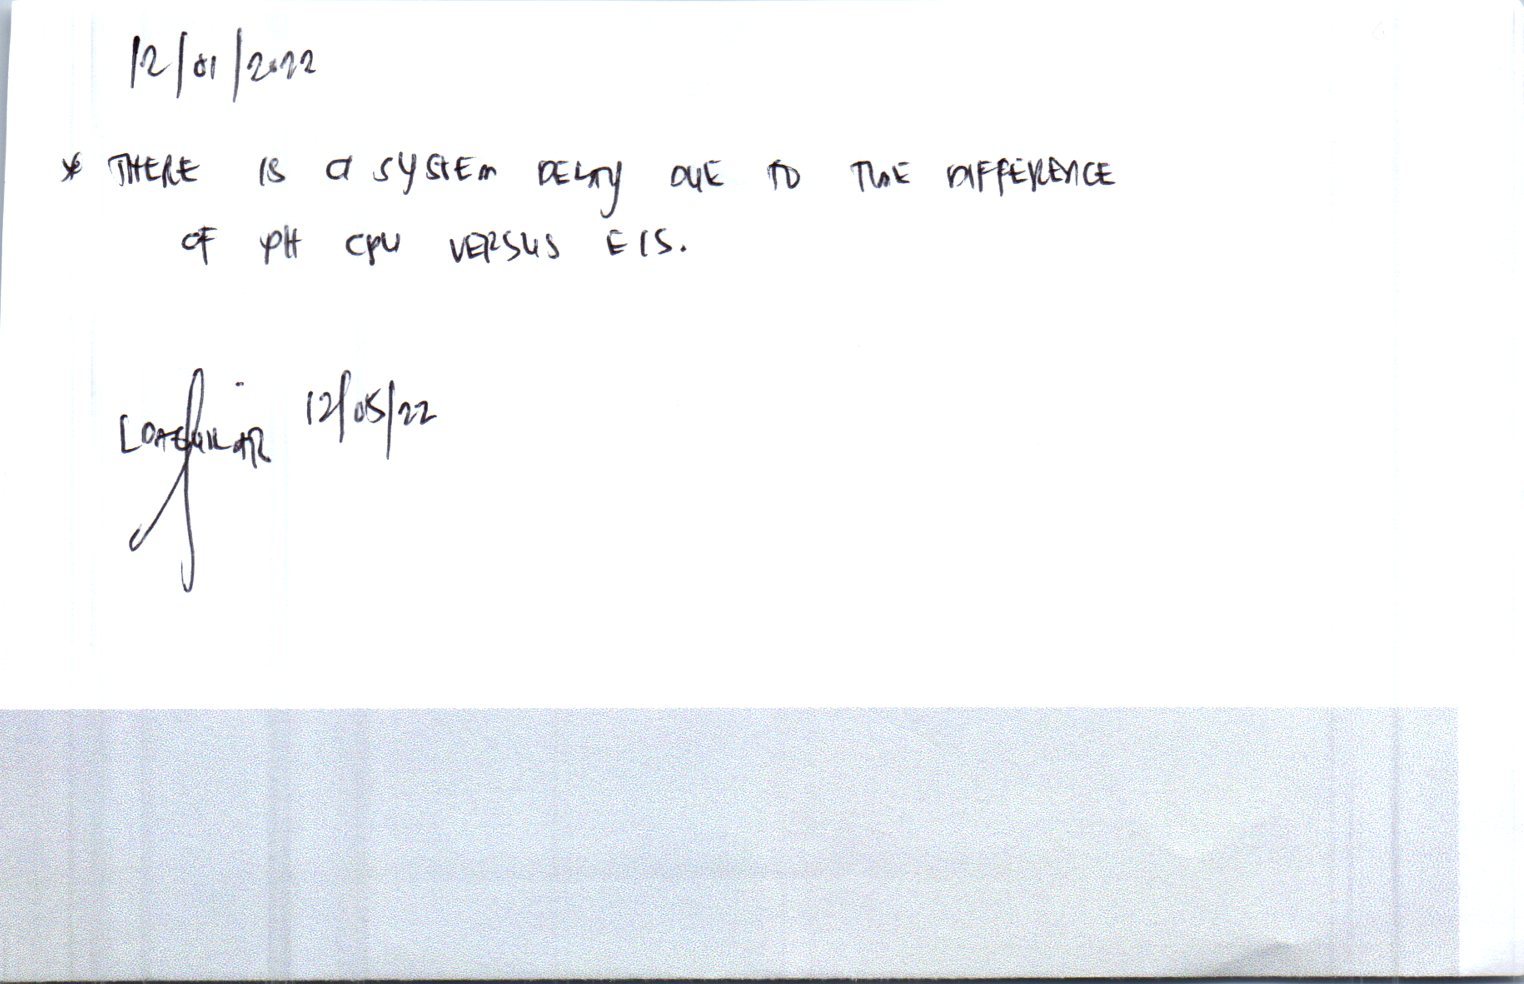 12/01/2022
* THERE IS A SYSTEM DELAY DUE TO TIME DIFFERENCE
OF PH CPU VERSUS EIS.
LOAGUILAR 12/05/22